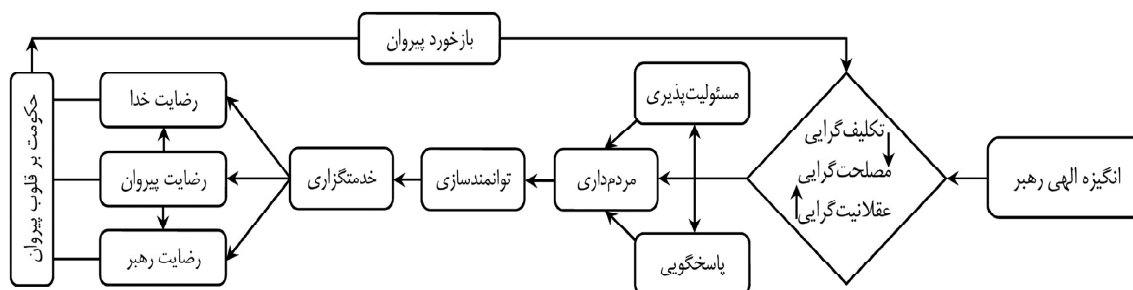 بازخورد پیروان
انگیزه الهی رهبر
تکلیف‌گرایی
مصلحت‌گرایی
عقلانیت‌گرایی
مسئولیت‌پذیری
مردم‌داری
پاسخگویی
توانمندسازی
خدمتگزاری
رضایت خدا
رضایت پیروان
رضایت رهبر
حکومت بر قلوب پیروان